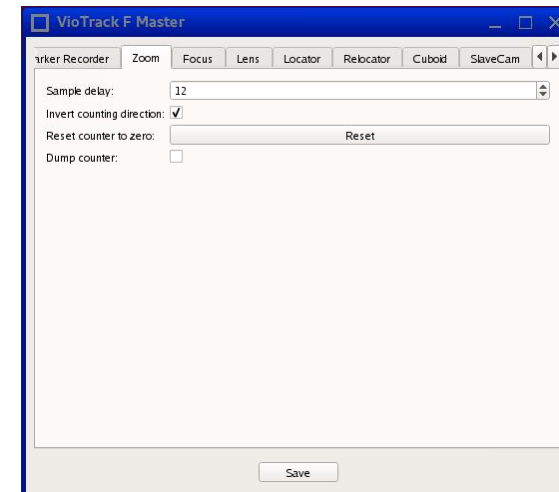 VioTrack F Master
arker Recorder Zoom Focus Lens Locator Relocator Cuboid SlaveCam
Sample delay: 12
Invert counting direction:
Reset counter to zero: Reset
Dump counter:
Save